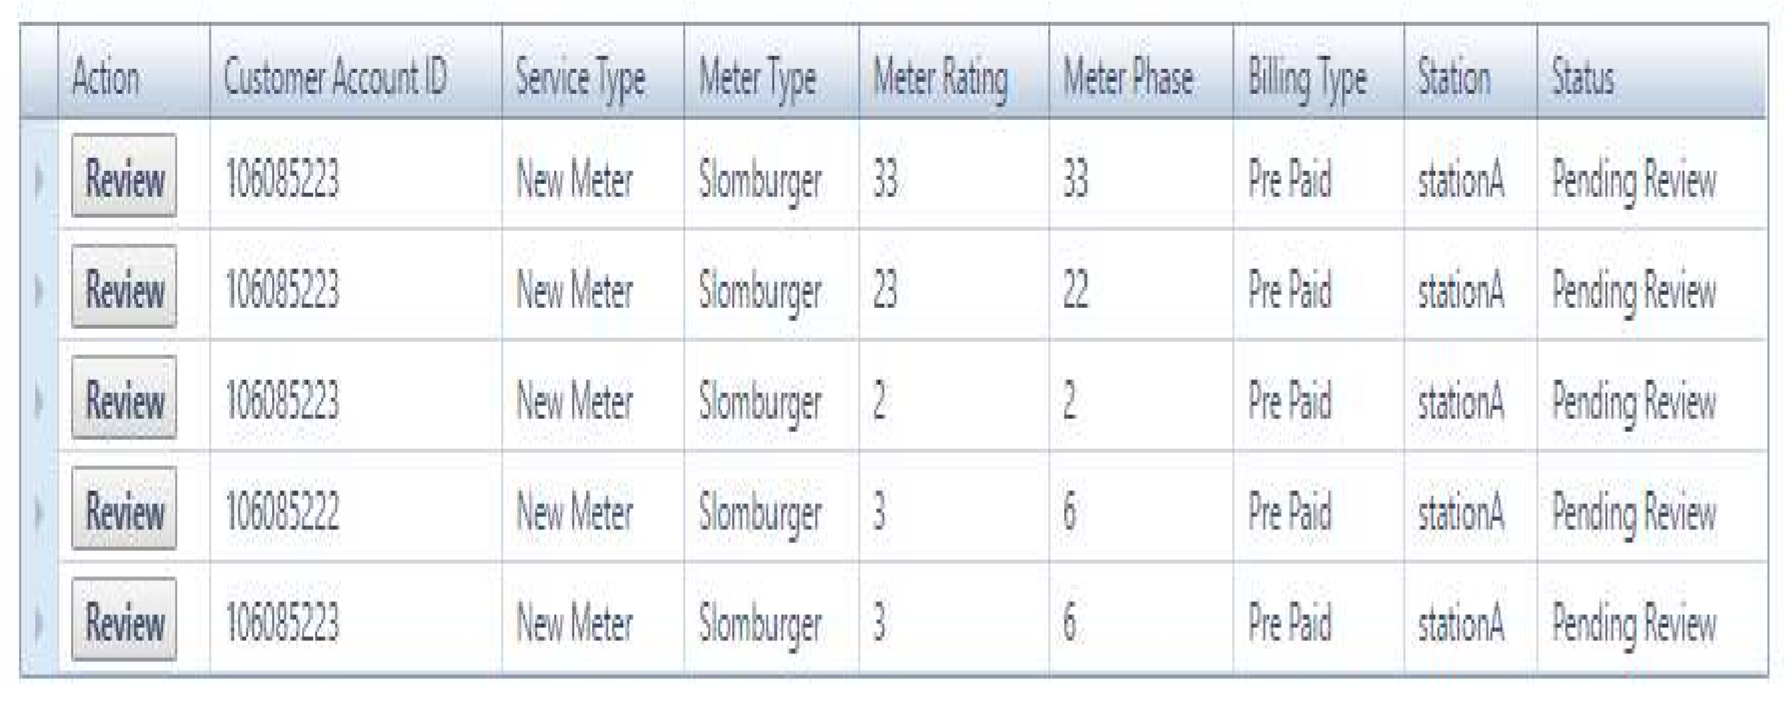 Action Customer Account ID Service Type Meter Type Meter Rating Meter Phase Billing Type Station Status
Review 106085223 New Meter Slomburger 33 33 Pre Paid stationA Pending Review
Review 106085223 New Meter Slomburger 23 22 Pre Paid stationA Pending Review
Review 106085223 New Meter Slomburger 2 2 Pre Paid stationA Pending Review
Review 106085222 New Meter Slomburger 3 6 Pre Paid stationA Pending Review
Review 106085223 New Meter Slomburger 3 6 Pre Paid stationA Pending Review